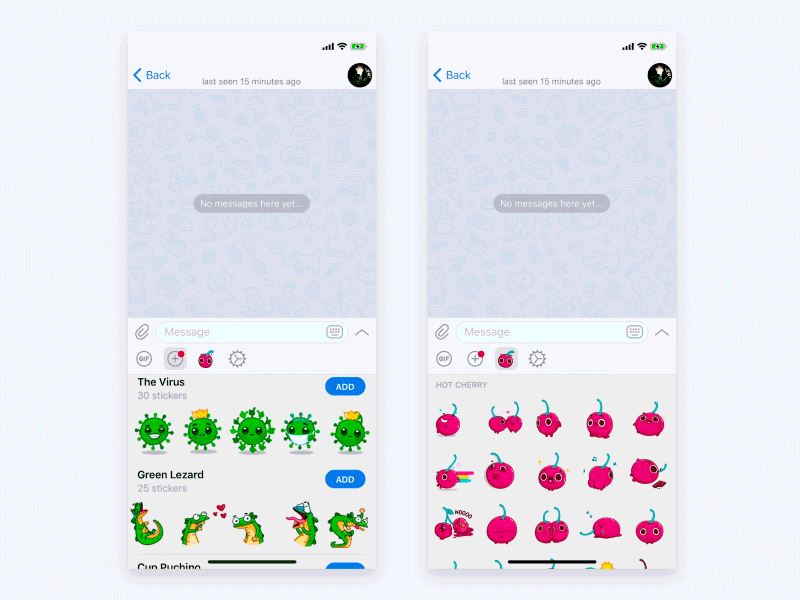 Back
last seen 15 minutes ago
No messages here yet...
Message
GIF
The Virus
30 stickers
ADD
Green Lezard
25 stickers
ADD
Cup Puching
Back
last seen 15 minutes ago
No messages here yet...
Message
GIF
HOT CHERRY
NOOOO